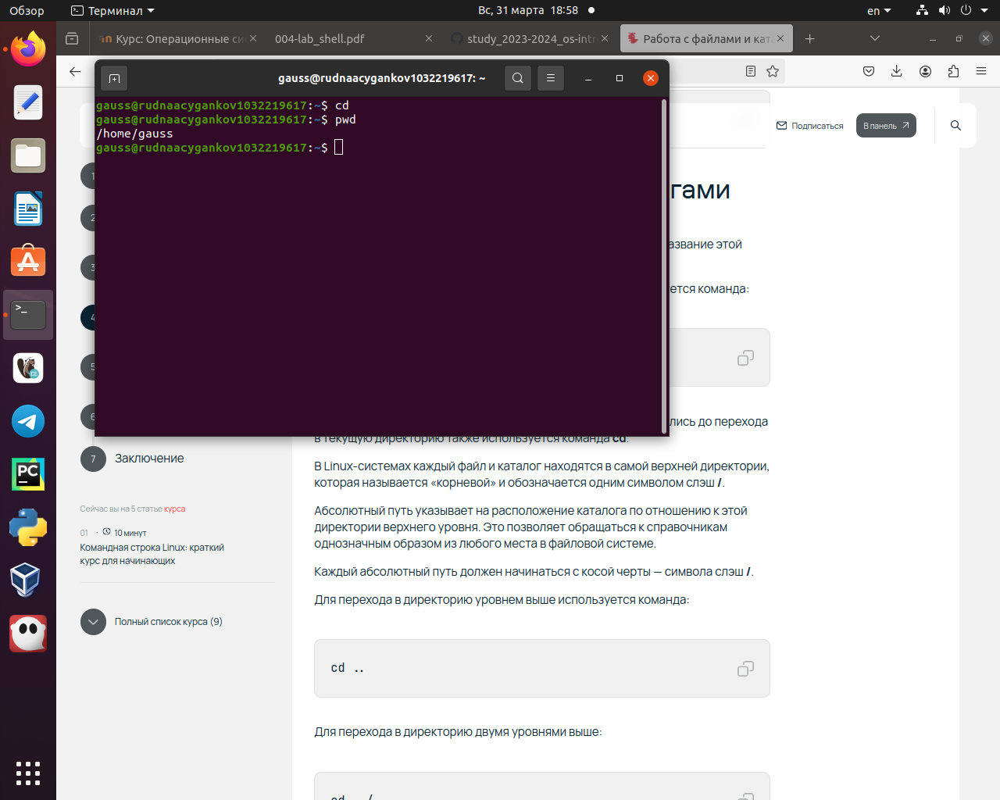 Обзор
Терминал
Вс, 31 марта 18:58
en
Курс: Операционные си
004-lab_shell.pdf
study_2023-2024_os-intr
Работа с файлами и ката
gauss@rudnaacygankov1032219617: ~
gauss@rudnaacygankov1032219617:~$ cd
gauss@rudnaacygankov1032219617:~$ pwd
/home/gauss
gauss@rudnaacygankov1032219617:~$
Подписаться
В панель
1
2
3
4
5
6
7 Заключение
Сейчас вы на 5 статье курса
01 · 10 минут
Командная строка Linux: краткий
курс для начинающих
Полный список курса (9)
гами
азвание этой
ется команда:
лись до перехода
в текущую директорию также используется команда cd.
В Linux-системах каждый файл и каталог находятся в самой верхней директории,
которая называется «корневой» и обозначается одним символом слэш /.
Абсолютный путь указывает на расположение каталога по отношению к этой
директории верхнего уровня. Это позволяет обращаться к справочникам
однозначным образом из любого места в файловой системе.
Каждый абсолютный путь должен начинаться с косой черты — символа слэш /.
Для перехода в директорию уровнем выше используется команда:
cd ..
Для перехода в директорию двумя уровнями выше:
>_
CE
PC